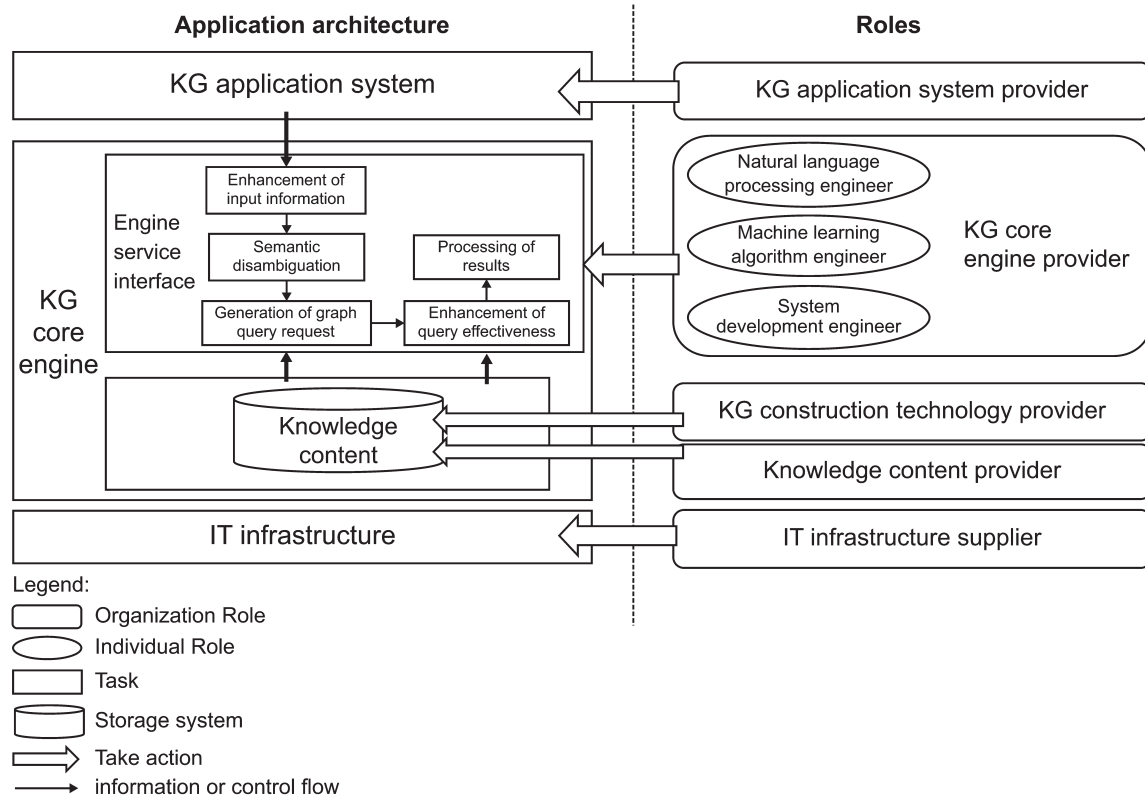 Application architecture
Roles
KG application system
KG application system provider
Enhancement of
input information
Engine
service
interface
Semantic
disambiguation
Processing of
results
Generation of graph
query request
Enhancement of
query effectiveness
KG
core
engine
Natural language
processing engineer
Machine learning
algorithm engineer
System
development engineer
KG core
engine provider
Knowledge
content
KG construction technology provider
Knowledge content provider
IT infrastructure
IT infrastructure supplier
Legend:
Organization Role
Individual Role
Task
Storage system
Take action
information or control flow